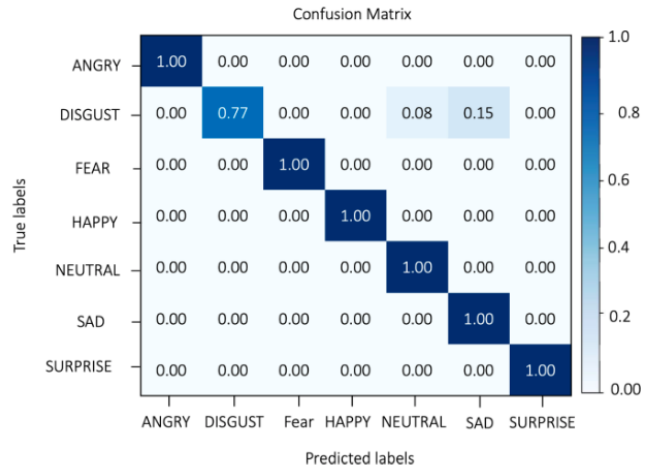 Confusion Matrix
ANGRY 1.00 0.00 0.00 0.00 0.00 0.00 0.00
DISGUST 0.00 0.77 0.00 0.00 0.08 0.15 0.00
FEAR 0.00 0.00 1.00 0.00 0.00 0.00 0.00
HAPPY 0.00 0.00 0.00 1.00 0.00 0.00 0.00
NEUTRAL 0.00 0.00 0.00 0.00 1.00 0.00 0.00
SAD 0.00 0.00 0.00 0.00 0.00 1.00 0.00
SURPRISE 0.00 0.00 0.00 0.00 0.00 0.00 1.00
ANGRY DISGUST Fear HAPPY NEUTRAL SAD SURPRISE
Predicted labels
True labels
1.0
0.8
0.6
0.4
0.2
0.00